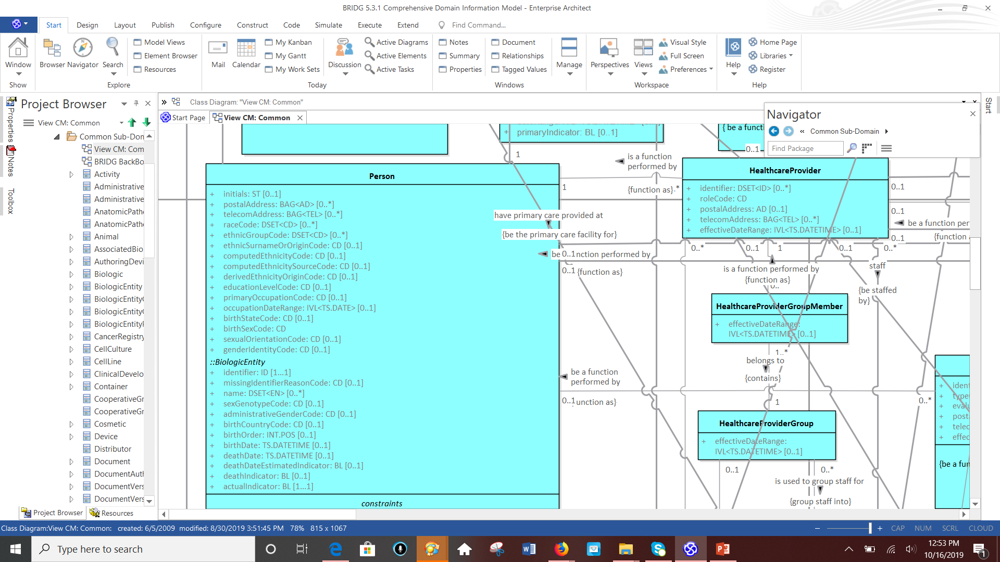 BRIDG 5.3.1 Comprehensive Domain Information Model - Enterprise Architect
Start
Design
Layout
Publish
Configure
Construct
Code
Simulate
Execute
Extend
Find Command...
Window
Show
Browser
Navigator
Search
Model Views
Element Browser
Resources
Explore
Mail
Calendar
My Kanban
My Gantt
My Work Sets
Today
Discussion
Active Diagrams
Active Elements
Active Tasks
Notes
Summary
Properties
Document
Relationships
Tagged Values
Windows
Manage
Perspectives
Views
Visual Style
Full Screen
Preferences
Workspace
Help
Home Page
Libraries
Register
Help
Properties
Notes
Toolbox
Project Browser
View CM: Common
Common Sub-Don
View CM: Com
BRIDG BackBo
Activity
Administrative
Administrative
AnatomicPath
AnatomicPath
Animal
AssociatedBio
AuthoringDevi
Biologic
BiologicEntity
BiologicEntity
BiologicEntity
BiologicEntity
CancerRegistry
CellCulture
CellLine
ClinicalDevelo
Container
CooperativeGr
CooperativeGr
Cosmetic
Device
Distributor
Document
DocumentAut
DocumentVers
DocumentVers
Project Browser
Resources
Class Diagram: "View CM: Common"
Start Page
View CM: Common
primaryIndicator: BL [0..1]
1
is a function
performed by
{function as}
..*
1
{ be a functi
0..1
Person
+ initials: ST [0..1]
+ postalAddress: BAG<AD> [0..*]
+ telecomAddress: BAG<TEL> [0..*]
+ raceCode: DSET<CD> [0..*]
+ ethnicGroupCode: DSET<CD> [0..*]
+ ethnicSurnameOrOriginCode: CD [0..1]
+ computedEthnicityCode: CD [0..1]
+ computedEthnicitySourceCode: CD [0..1]
+ derivedEthnicityOriginCode: CD [0..1]
+ educationLevelCode: CD [0..1]
+ primaryOccupationCode: CD [0..1]
+ occupationDateRange: IVL<TS.DATE> [0..1]
+ birthStateCode: CD [0..1]
+ birthSexCode: CD
+ sexualOrientationCode: CD [0..1]
+ genderIdentityCode: CD [0..1]
::BiologicEntity
+ identifier: ID [1...1]
+ missingIdentifierReasonCode: CD [0..1]
+ name: DSET<EN> [0..*]
+ sexGenotypeCode: CD [0..1]
+ administrativeGenderCode: CD [0..1]
+ birthCountryCode: CD [0..1]
+ birthOrder: INT.POS [0..1]
+ birthDate: TS.DATETIME [0..1]
+ deathDate: TS.DATETIME [0..1]
+ deathDateEstimatedIndicator: BL [0..1]
+ deathIndicator: BL [0..1]
+ actualIndicator: BL [1...1]
constraints
have primary care provided at
{be the primary care facility for}
be
0..1
nction performed by
0..1
{function as}
be a function
performed by
0..1
unction as}
HealthcareProvider
+ identifier: DSET<ID> [0..*]
+ roleCode: CD
+ postalAddress: AD [0..1]
+ telecomAddress: BAG<TEL> [0..*]
+ effectiveDateRange: IVL<TS.DATETIME> [0..1]
0..1
0..1
be a function per
0..1
{function a
0..*
0..1
1
0..1
0..*
is a function performed by
{function as}
staff
{be staffed
by}
HealthcareProviderGroupMember
+ effectiveDateRange:
IVL<TS.DATETIME> [0..1]
1..*
belongs to
{contains}
1
0..*
HealthcareProviderGroup
+ effectiveDateRange:
IVL<TS.DATETIME> [0..1]
0..1
0..*
is used to group staff for
{group staff into}
+ ident
+ type
+ evalu
+ posta
+ telec
+ effec
{be a fun
Navigator
Common Sub-Domain
Find Package
Start
Class Diagram:View CM: Common: created: 6/5/2009 modified: 8/30/2019 3:51:45 PM 78% 815 x 1067
CAP NUM SCRL CLOUD
Type here to search
12:53 PM
10/16/2019
1